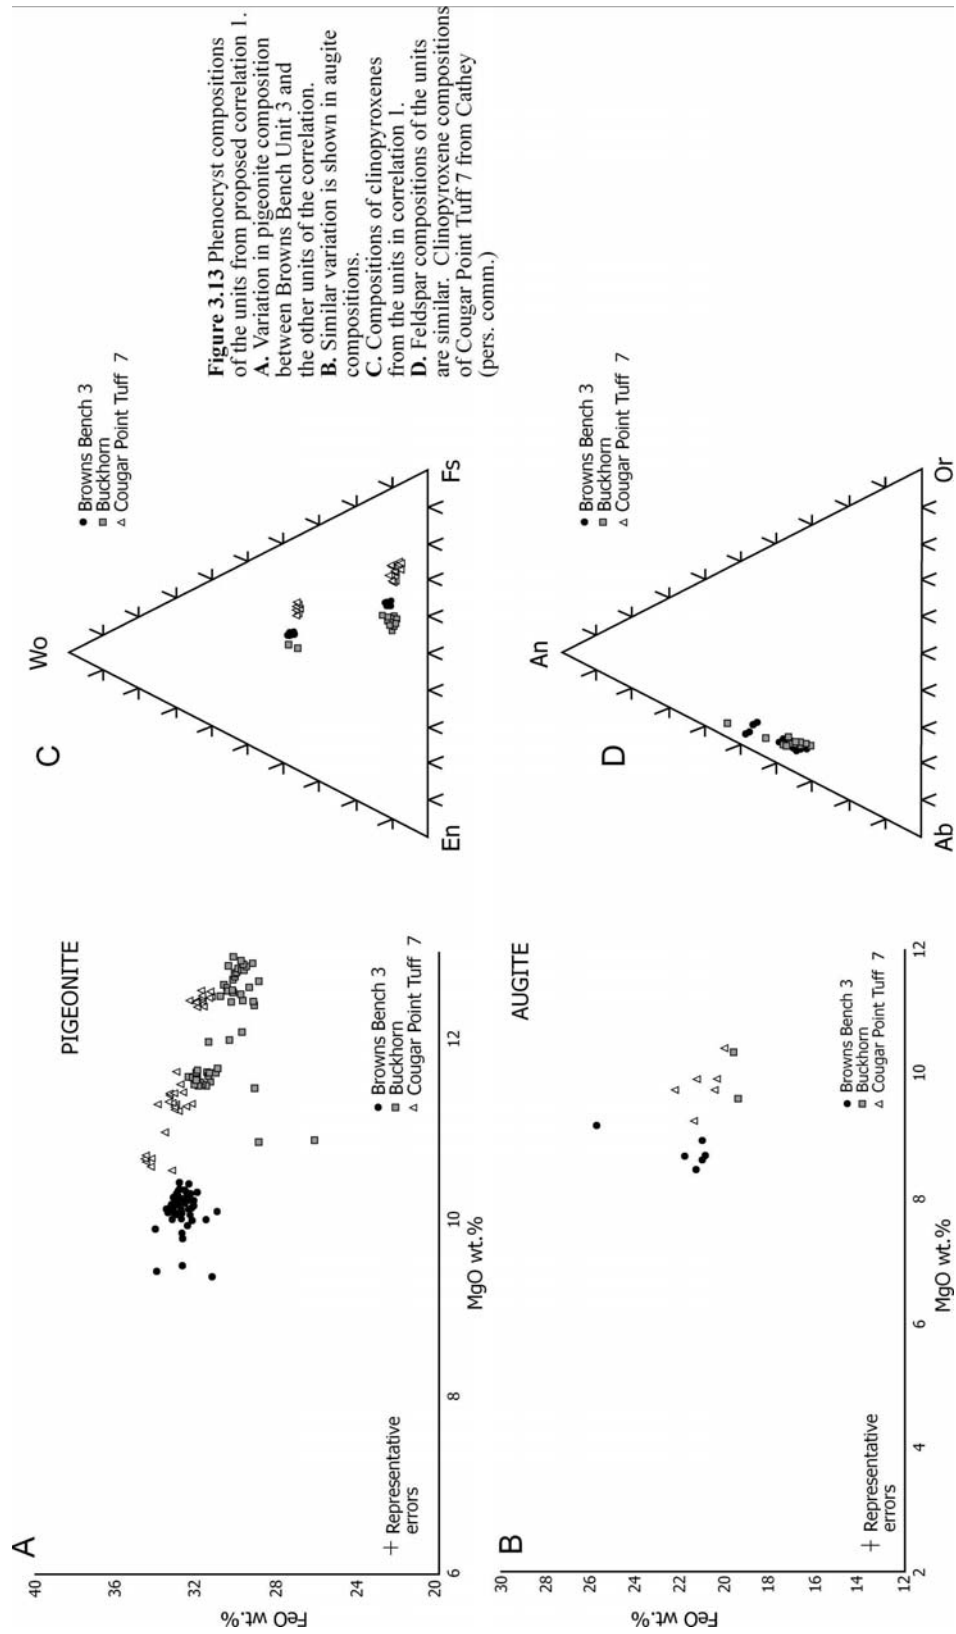 A
PIGEONITE
FeO wt.%
40
36
32
28
24
20
Representative
errors
Browns Bench 3
Buckhorn
Cougar Point Tuff 7
6
8
10
12
MgO wt.%
B
AUGITE
FeO wt.%
30
26
22
20
18
16
14
12
Representative
errors
Browns Bench 3
Buckhorn
Cougar Point Tuff 7
2
4
6
8
10
12
MgO wt.%
C
Wo
En
Fs
Browns Bench 3
Buckhorn
Cougar Point Tuff 7
D
An
Ab
Or
Browns Bench 3
Buckhorn
Cougar Point Tuff 7
Figure 3.13 Phenocryst compositions
of the units from proposed correlation 1.
A. Variation in pigeonite composition
between Browns Bench Unit 3 and
the other units of the correlation.
B. Similar variation is shown in augite
compositions.
C. Compositions of clinopyroxenes
from the units in correlation 1.
D. Feldspar compositions of the units
are similar. Clinopyroxene compositions
of Cougar Point Tuff 7 from Cathey
(pers. comm.)